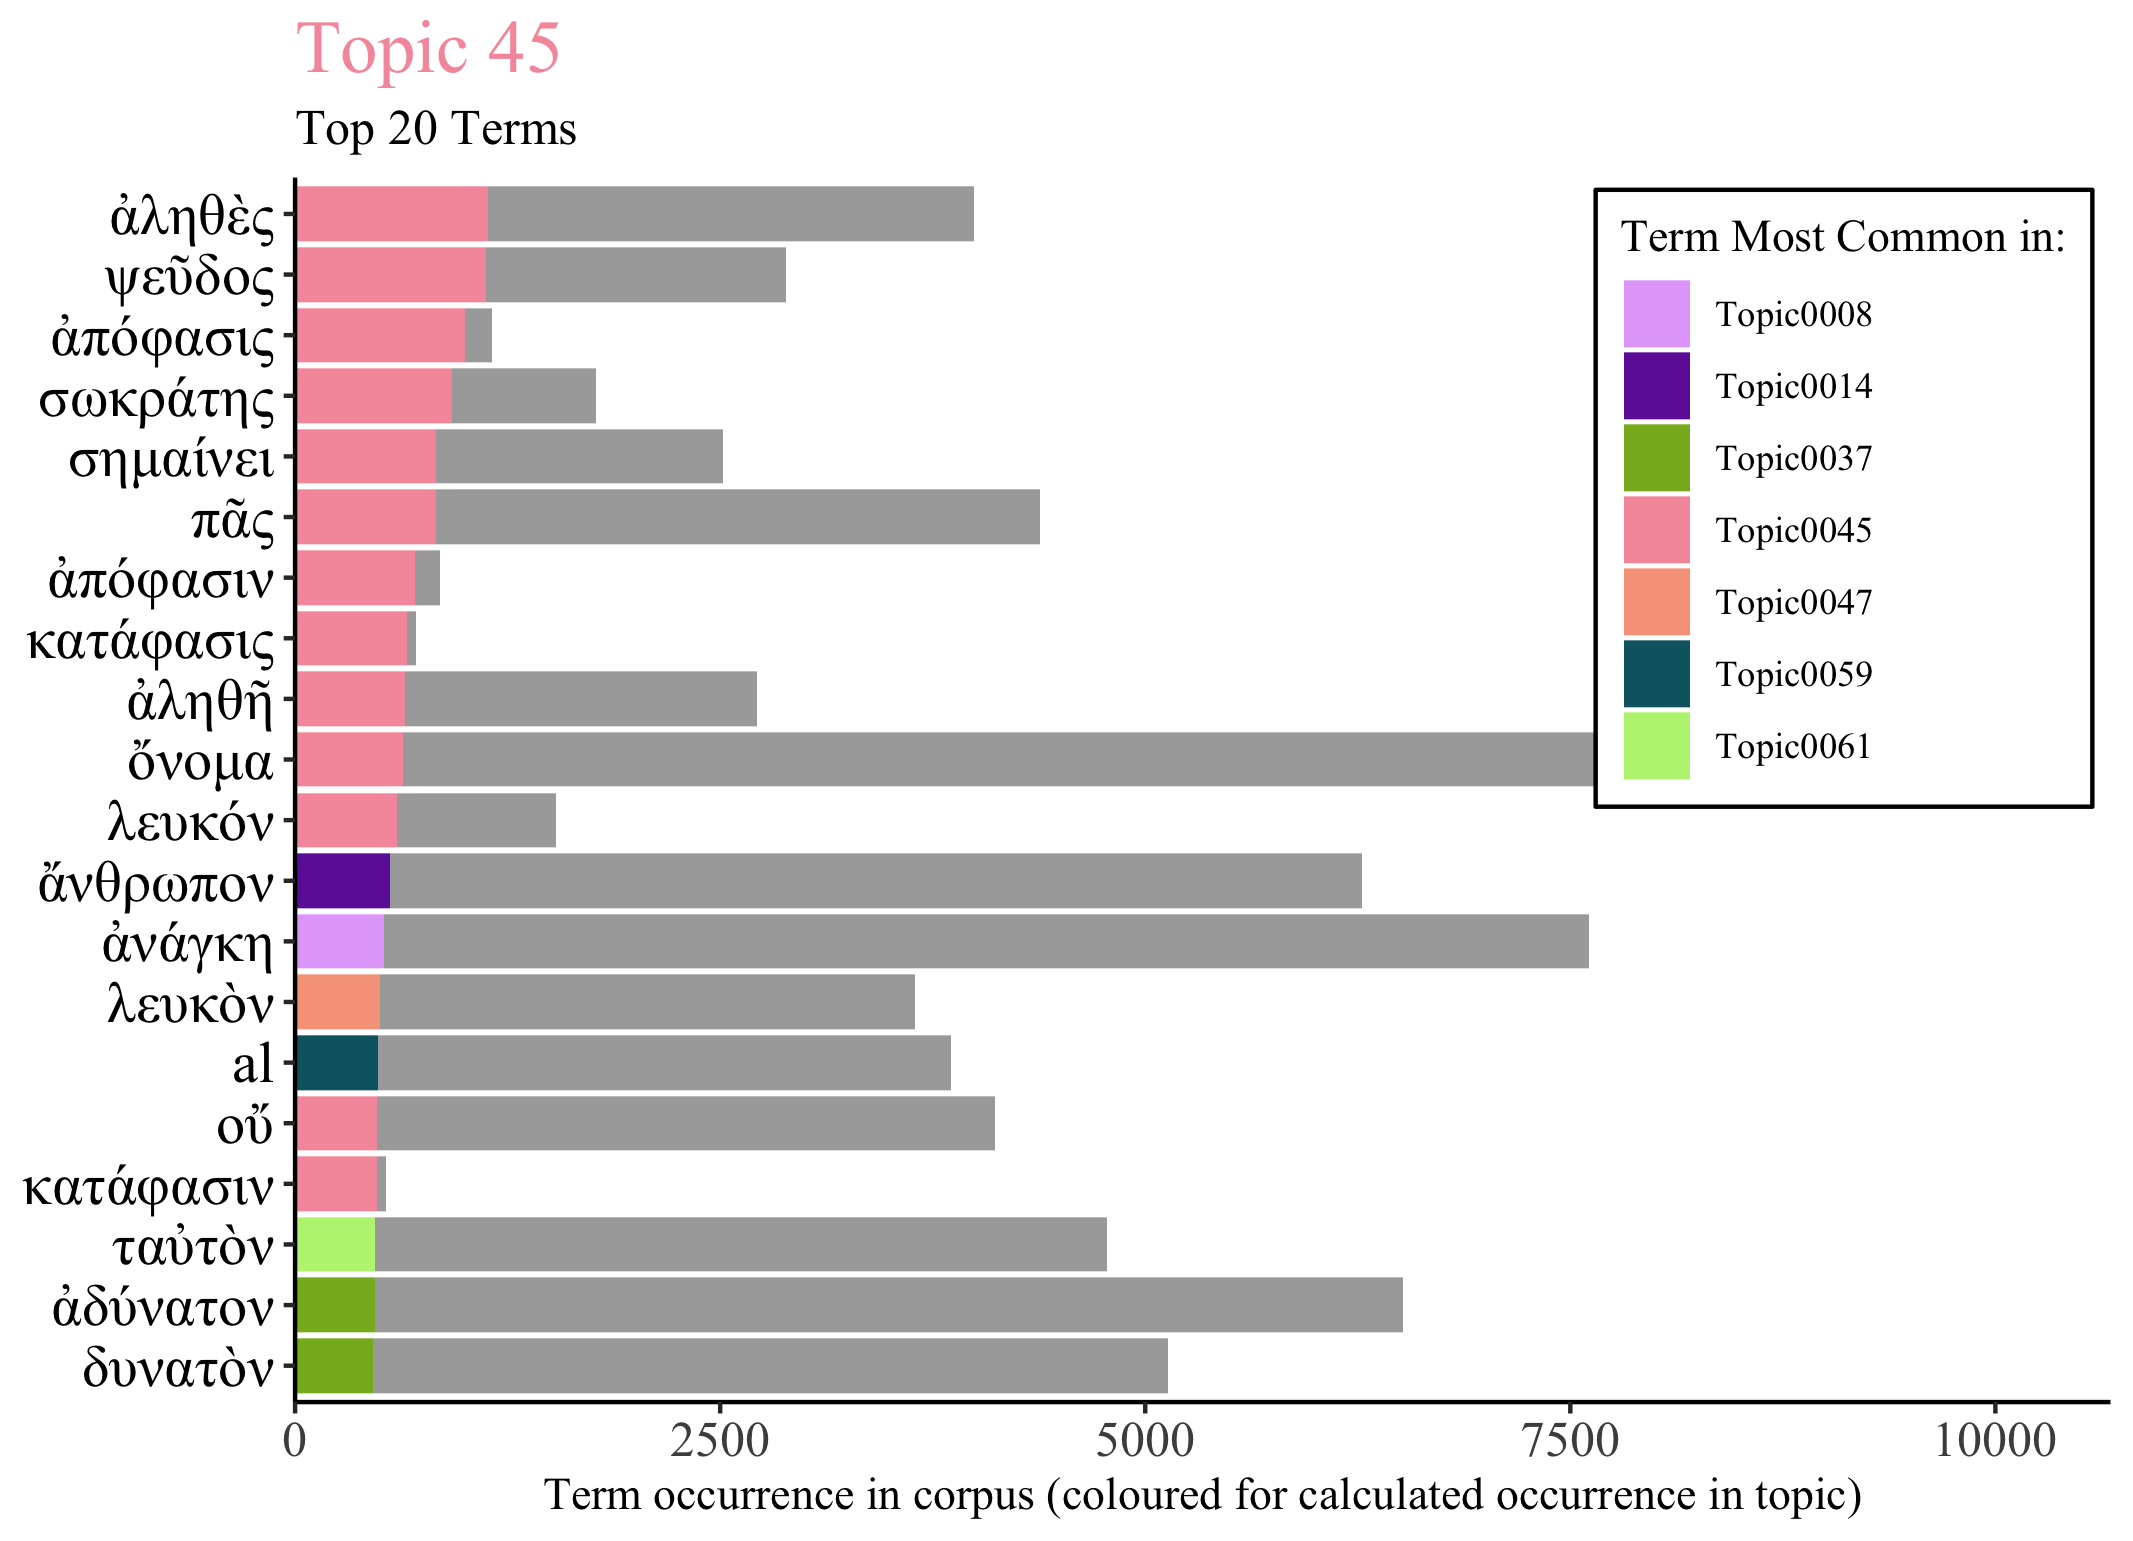 Topic 45
Top 20 Terms
ἀληθὲς
ψεῦδος
ἀπόφασις
σωκράτης
σημαίνει
πᾶς
ἀπόφασιν
κατάφασις
ἀληθῆ
ὄνομα
λευκόν
ἄνθρωπον
ἀνάγκη
λευκὸν
al
οὔ
κατάφασιν
ταὐτὸν
ἀδύνατον
δυνατὸν
0 2500 5000 7500 10000
Term occurrence in corpus (coloured for calculated occurrence in topic)
Term Most Common in:
Topic0008
Topic0014
Topic0037
Topic0045
Topic0047
Topic0059
Topic0061